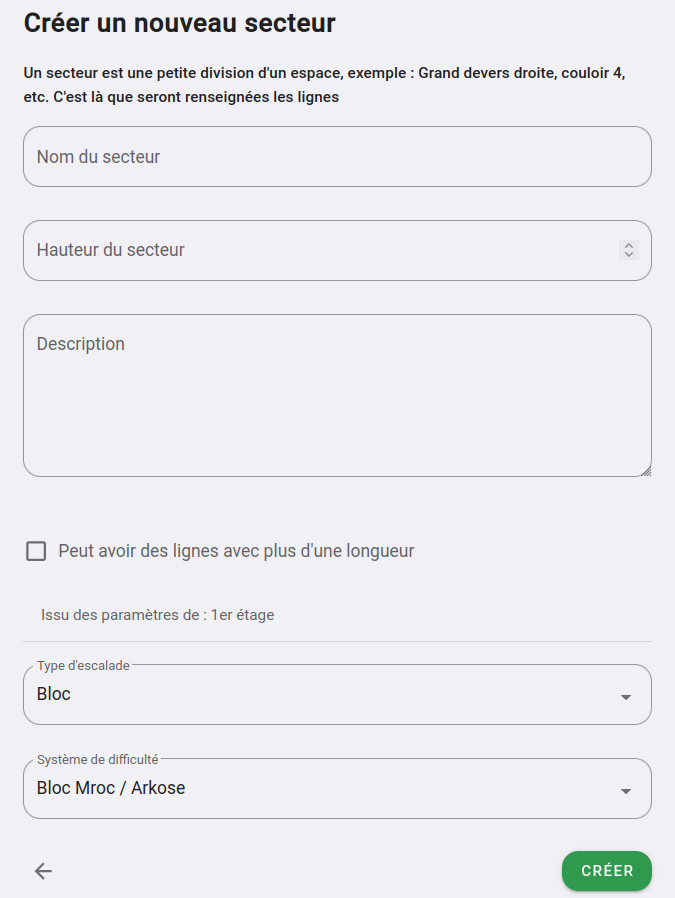 Créer un nouveau secteur
Un secteur est une petite division d'un espace, exemple : Grand devers droite, couloir 4,
etc. C'est là que seront renseignées les lignes
Nom du secteur
Hauteur du secteur
Description
Peut avoir des lignes avec plus d'une longueur
Issu des paramètres de : 1er étage
Type d'escalade
Bloc
Système de difficulté
Bloc Mroc / Arkose
CRÉER